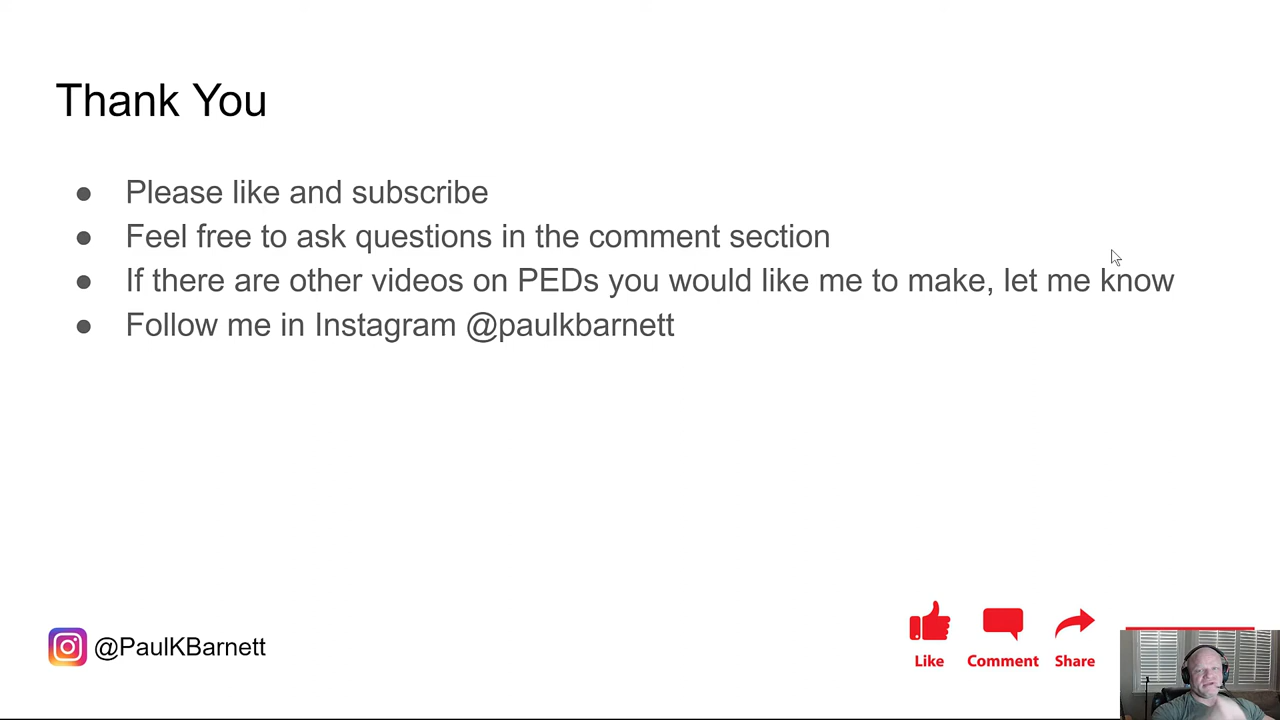 Thank You
Please like and subscribe
Feel free to ask questions in the comment section
If there are other videos on PEDs you would like me to make, let me know
Follow me in Instagram @paulkbarnett
@PaulKBarnett
Like Comment Share